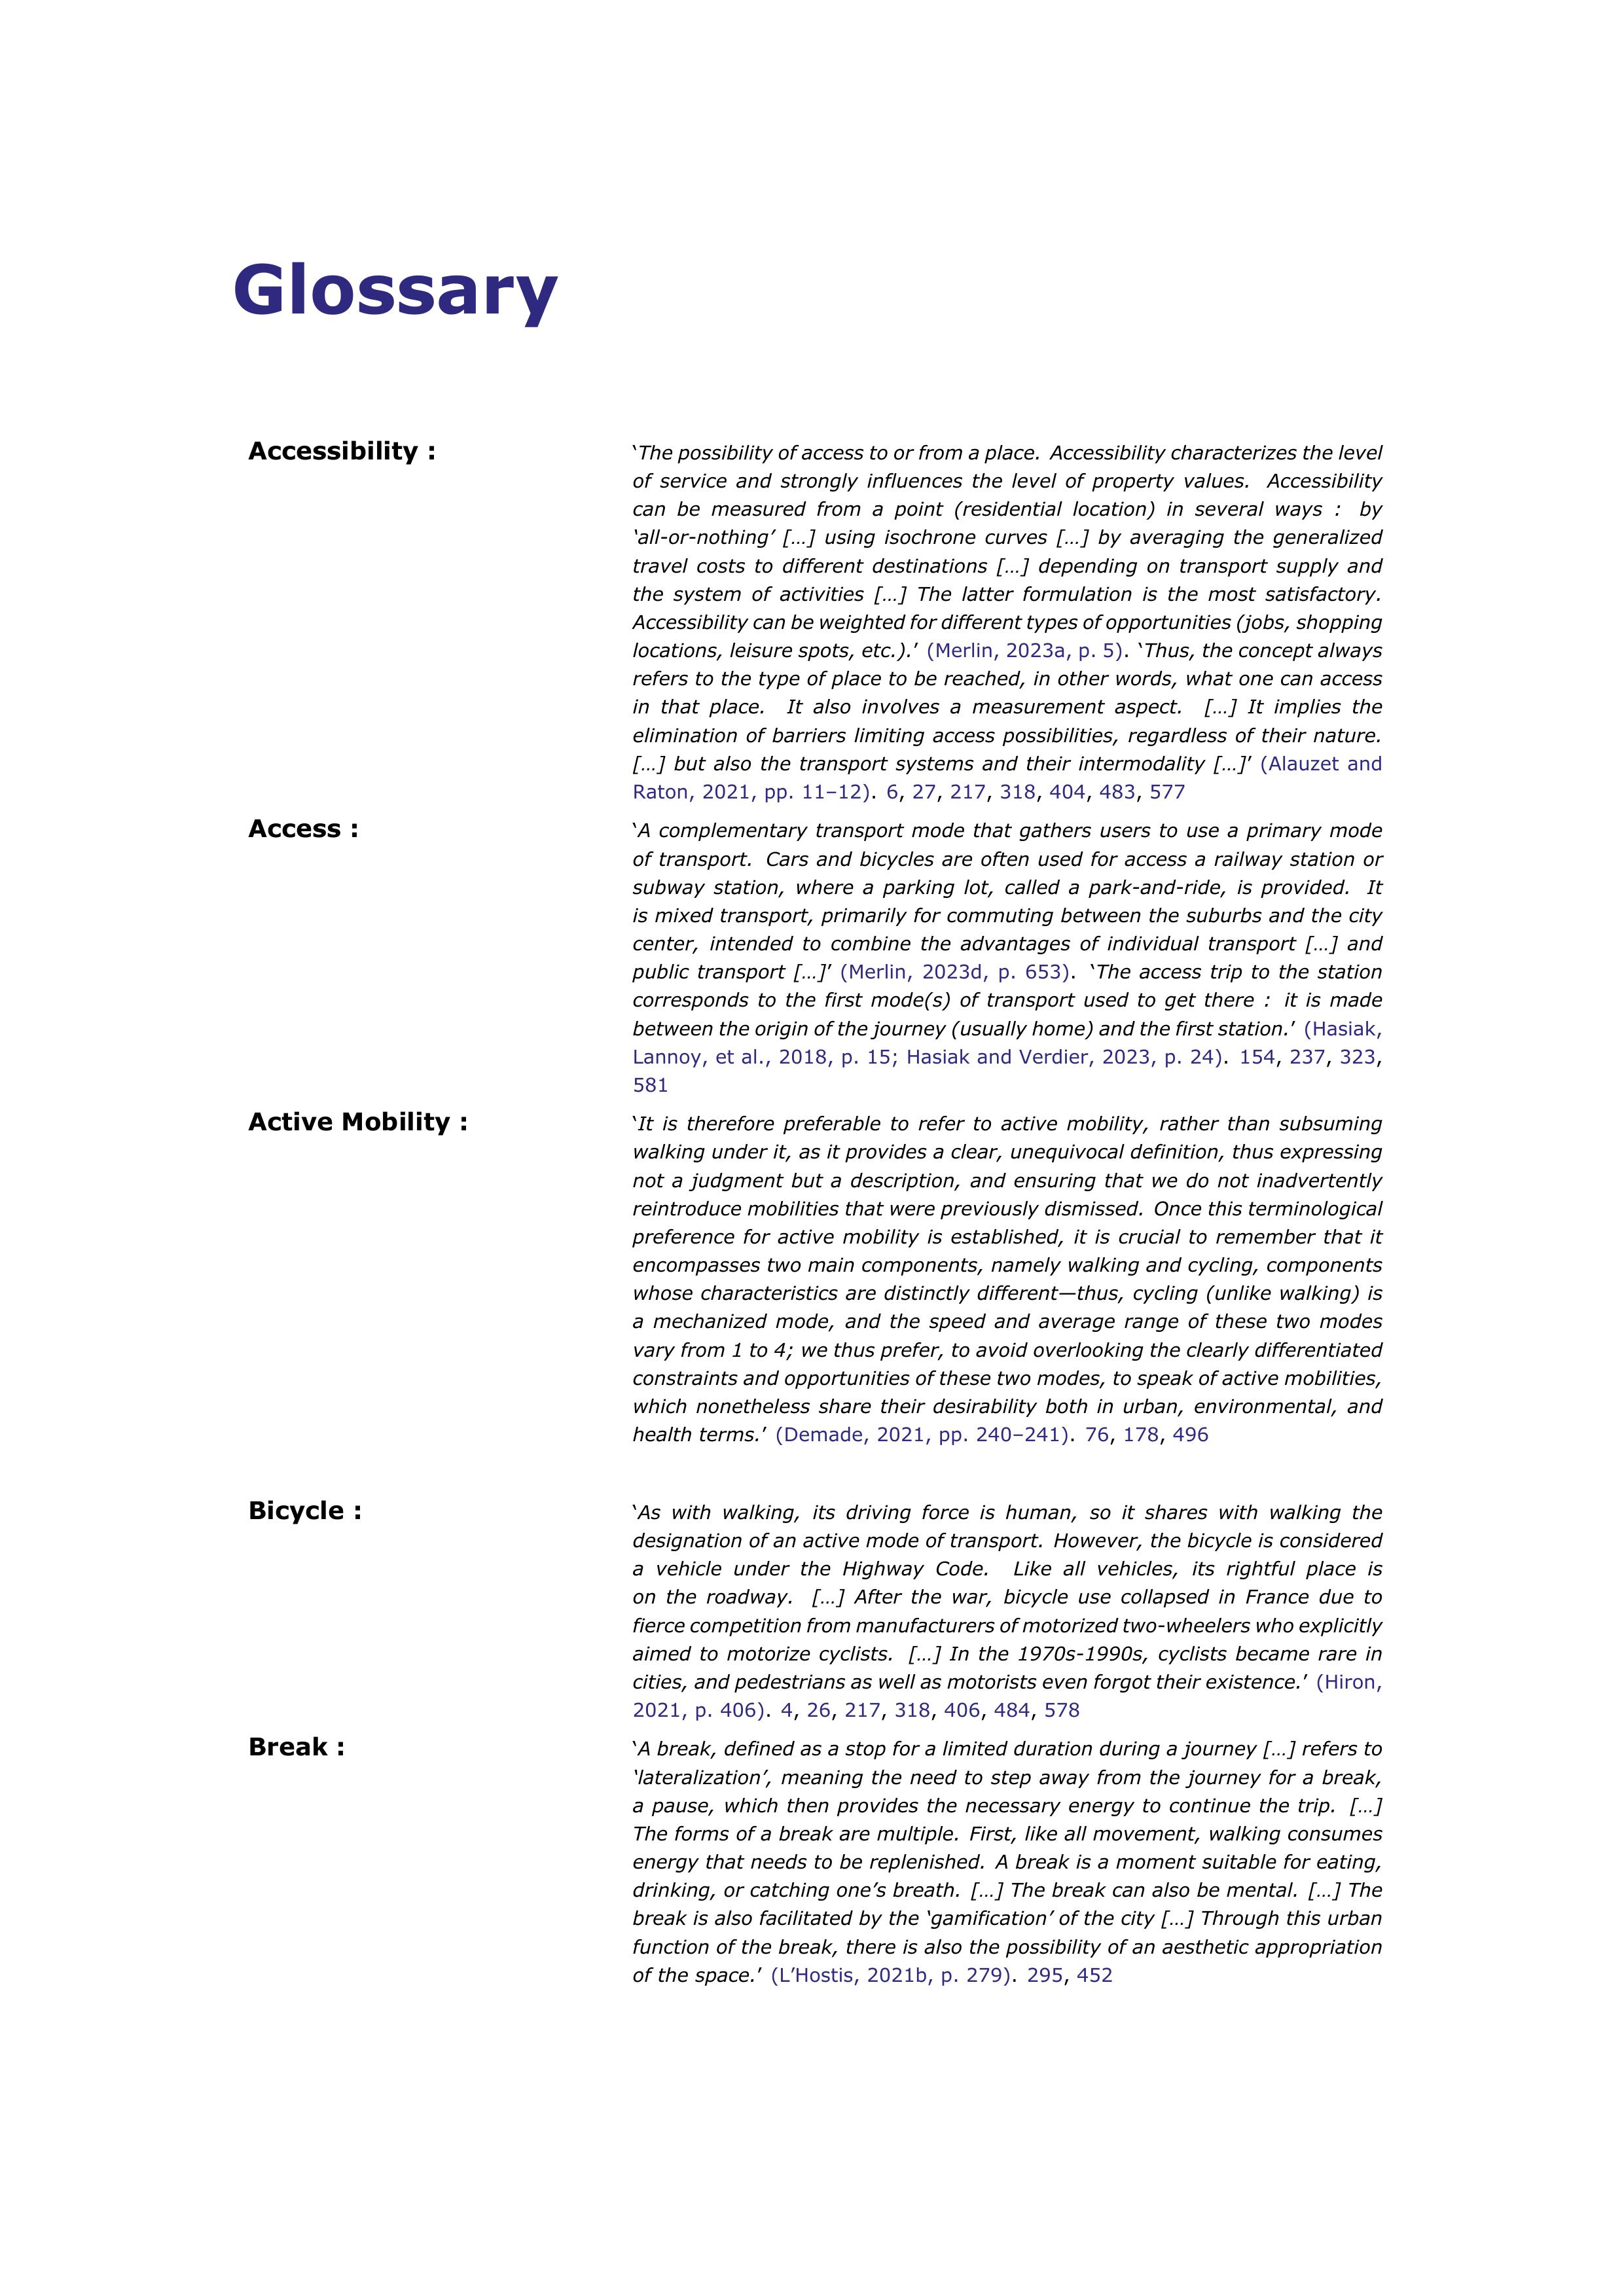 Glossary
Accessibility :
‘The possibility of access to or from a place. Accessibility characterizes the level
of service and strongly influences the level of property values. Accessibility
can be measured from a point (residential location) in several ways : by
‘all-or-nothing’ […] using isochrone curves […] by averaging the generalized
travel costs to different destinations […] depending on transport supply and
the system of activities […] The latter formulation is the most satisfactory.
Accessibility can be weighted for different types of opportunities (jobs, shopping
locations, leisure spots, etc.).’ (Merlin, 2023a, p. 5). ‘Thus, the concept always
refers to the type of place to be reached, in other words, what one can access
in that place. It also involves a measurement aspect. […] It implies the
elimination of barriers limiting access possibilities, regardless of their nature.
[…] but also the transport systems and their intermodality […]’ (Alauzet and
Raton, 2021, pp. 11–12). 6, 27, 217, 318, 404, 483, 577
Access :
‘A complementary transport mode that gathers users to use a primary mode
of transport. Cars and bicycles are often used for access a railway station or
subway station, where a parking lot, called a park-and-ride, is provided. It
is mixed transport, primarily for commuting between the suburbs and the city
center, intended to combine the advantages of individual transport […] and
public transport […]’ (Merlin, 2023d, p. 653). ‘The access trip to the station
corresponds to the first mode(s) of transport used to get there : it is made
between the origin of the journey (usually home) and the first station.’ (Hasiak,
Lannoy, et al., 2018, p. 15; Hasiak and Verdier, 2023, p. 24). 154, 237, 323,
581
Active Mobility :
‘It is therefore preferable to refer to active mobility, rather than subsuming
walking under it, as it provides a clear, unequivocal definition, thus expressing
not a judgment but a description, and ensuring that we do not inadvertently
reintroduce mobilities that were previously dismissed. Once this terminological
preference for active mobility is established, it is crucial to remember that it
encompasses two main components, namely walking and cycling, components
whose characteristics are distinctly different—thus, cycling (unlike walking) is
a mechanized mode, and the speed and average range of these two modes
vary from 1 to 4; we thus prefer, to avoid overlooking the clearly differentiated
constraints and opportunities of these two modes, to speak of active mobilities,
which nonetheless share their desirability both in urban, environmental, and
health terms.’ (Demade, 2021, pp. 240–241). 76, 178, 496
Bicycle :
‘As with walking, its driving force is human, so it shares with walking the
designation of an active mode of transport. However, the bicycle is considered
a vehicle under the Highway Code. Like all vehicles, its rightful place is
on the roadway. […] After the war, bicycle use collapsed in France due to
fierce competition from manufacturers of motorized two-wheelers who explicitly
aimed to motorize cyclists. […] In the 1970s-1990s, cyclists became rare in
cities, and pedestrians as well as motorists even forgot their existence.’ (Hiron,
2021, p. 406). 4, 26, 217, 318, 406, 484, 578
Break :
‘A break, defined as a stop for a limited duration during a journey […] refers to
‘lateralization’, meaning the need to step away from the journey for a break,
a pause, which then provides the necessary energy to continue the trip. […]
The forms of a break are multiple. First, like all movement, walking consumes
energy that needs to be replenished. A break is a moment suitable for eating,
drinking, or catching one’s breath. […] The break can also be mental. […] The
break is also facilitated by the ‘gamification’ of the city […] Through this urban
function of the break, there is also the possibility of an aesthetic appropriation
of the space.’ (L’Hostis, 2021b, p. 279). 295, 452